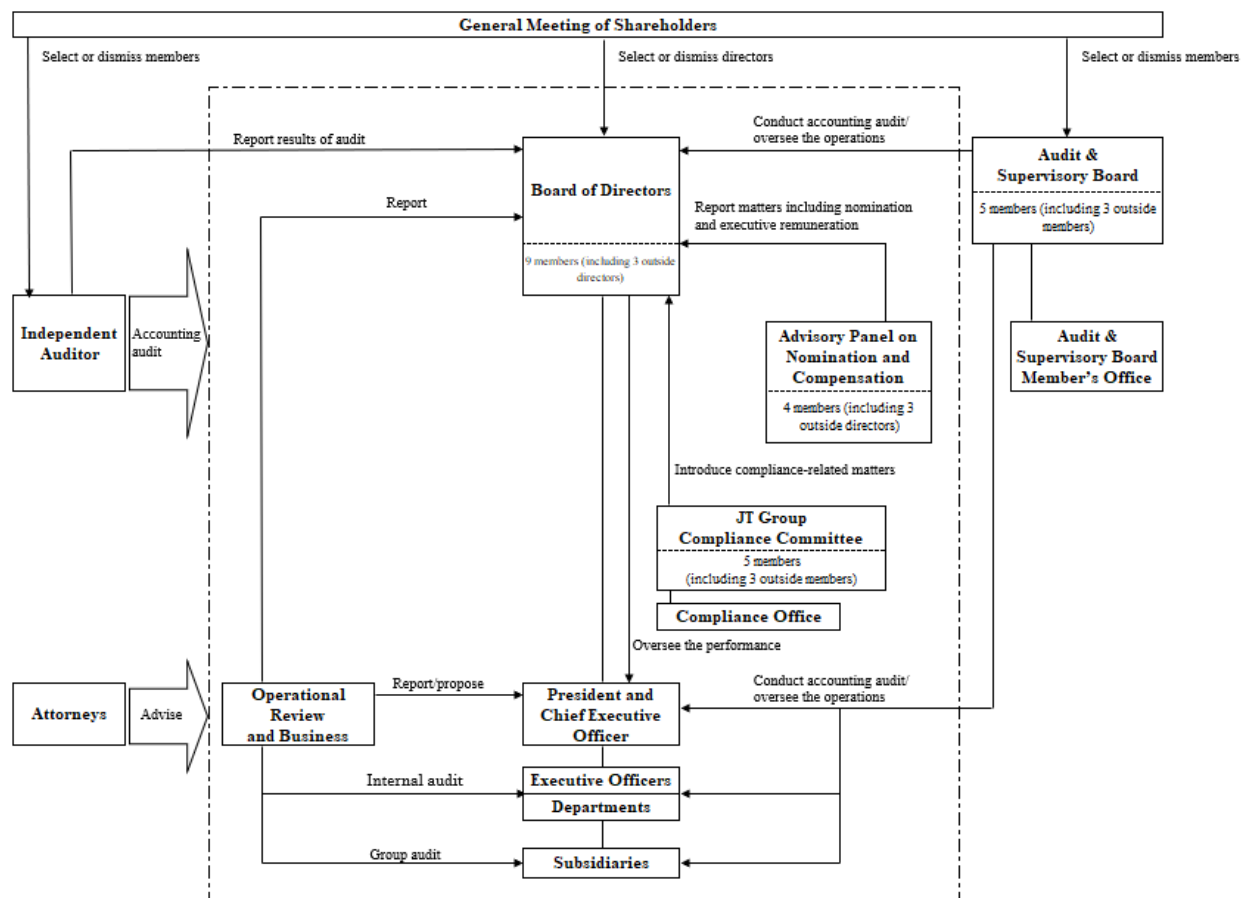 General Meeting of Shareholders
Select or dismiss members
Select or dismiss directors
Select or dismiss members
Report results of audit
Conduct accounting audit/
oversee the operations
Audit &
Supervisory Board
5 members (including 3 outside
members)
Board of Directors
9 members (including 3 outside
directors)
Report
Report matters including nomination
and executive remuneration
Independent
Auditor
Accounting
audit
Advisory Panel on
Nomination and
Compensation
4 members (including 3
outside directors)
Audit &
Supervisory Board
Member's Office
Introduce compliance-related matters
JT Group
Compliance Committee
5 members
(including 3 outside members)
Compliance Office
Oversee the performance
Attorneys
Advise
Operational
Review
and Business
Report/propose
President and
Chief Executive
Officer
Conduct accounting audit/
oversee the operations
Internal audit
Executive Officers
Departments
Group audit
Subsidiaries